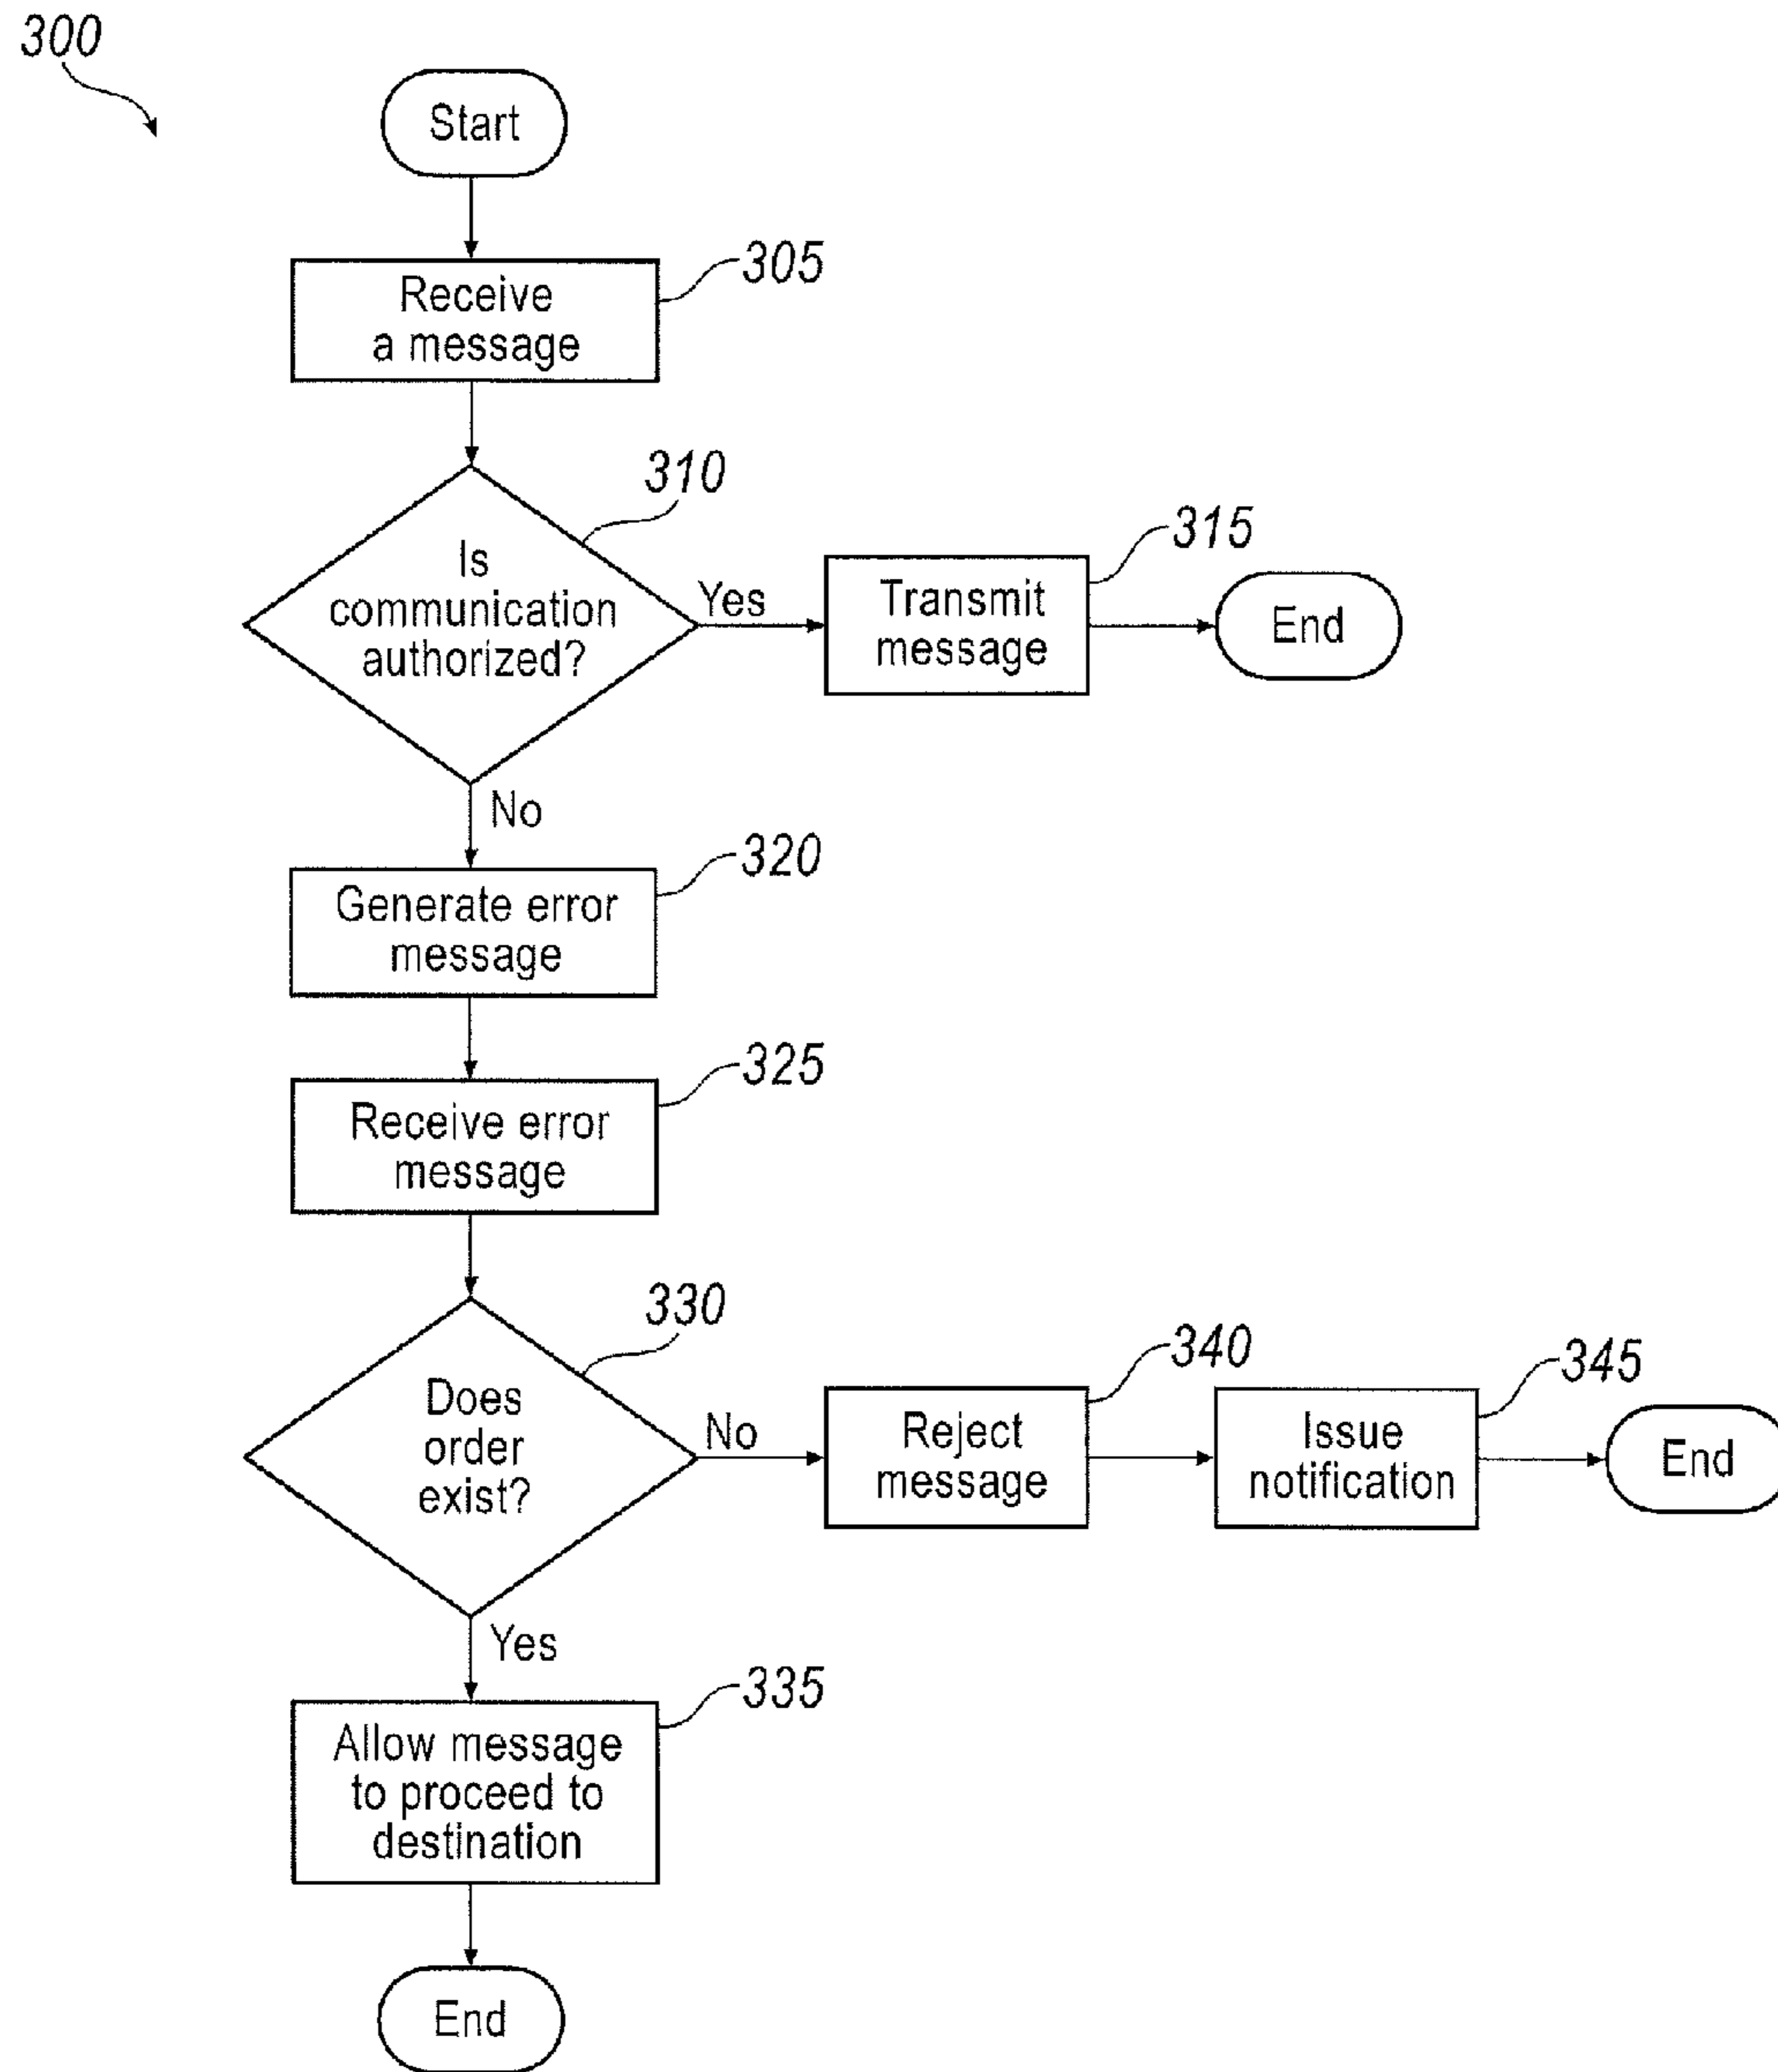 300
Start
305
Receive
a message
310
Is
communication
authorized?
Yes
315
Transmit
message
End
No
320
Generate error
message
325
Receive error
message
330
Does
order
exist?
No
340
Reject
message
345
Issue
notification
End
Yes
335
Allow message
to proceed to
destination
End